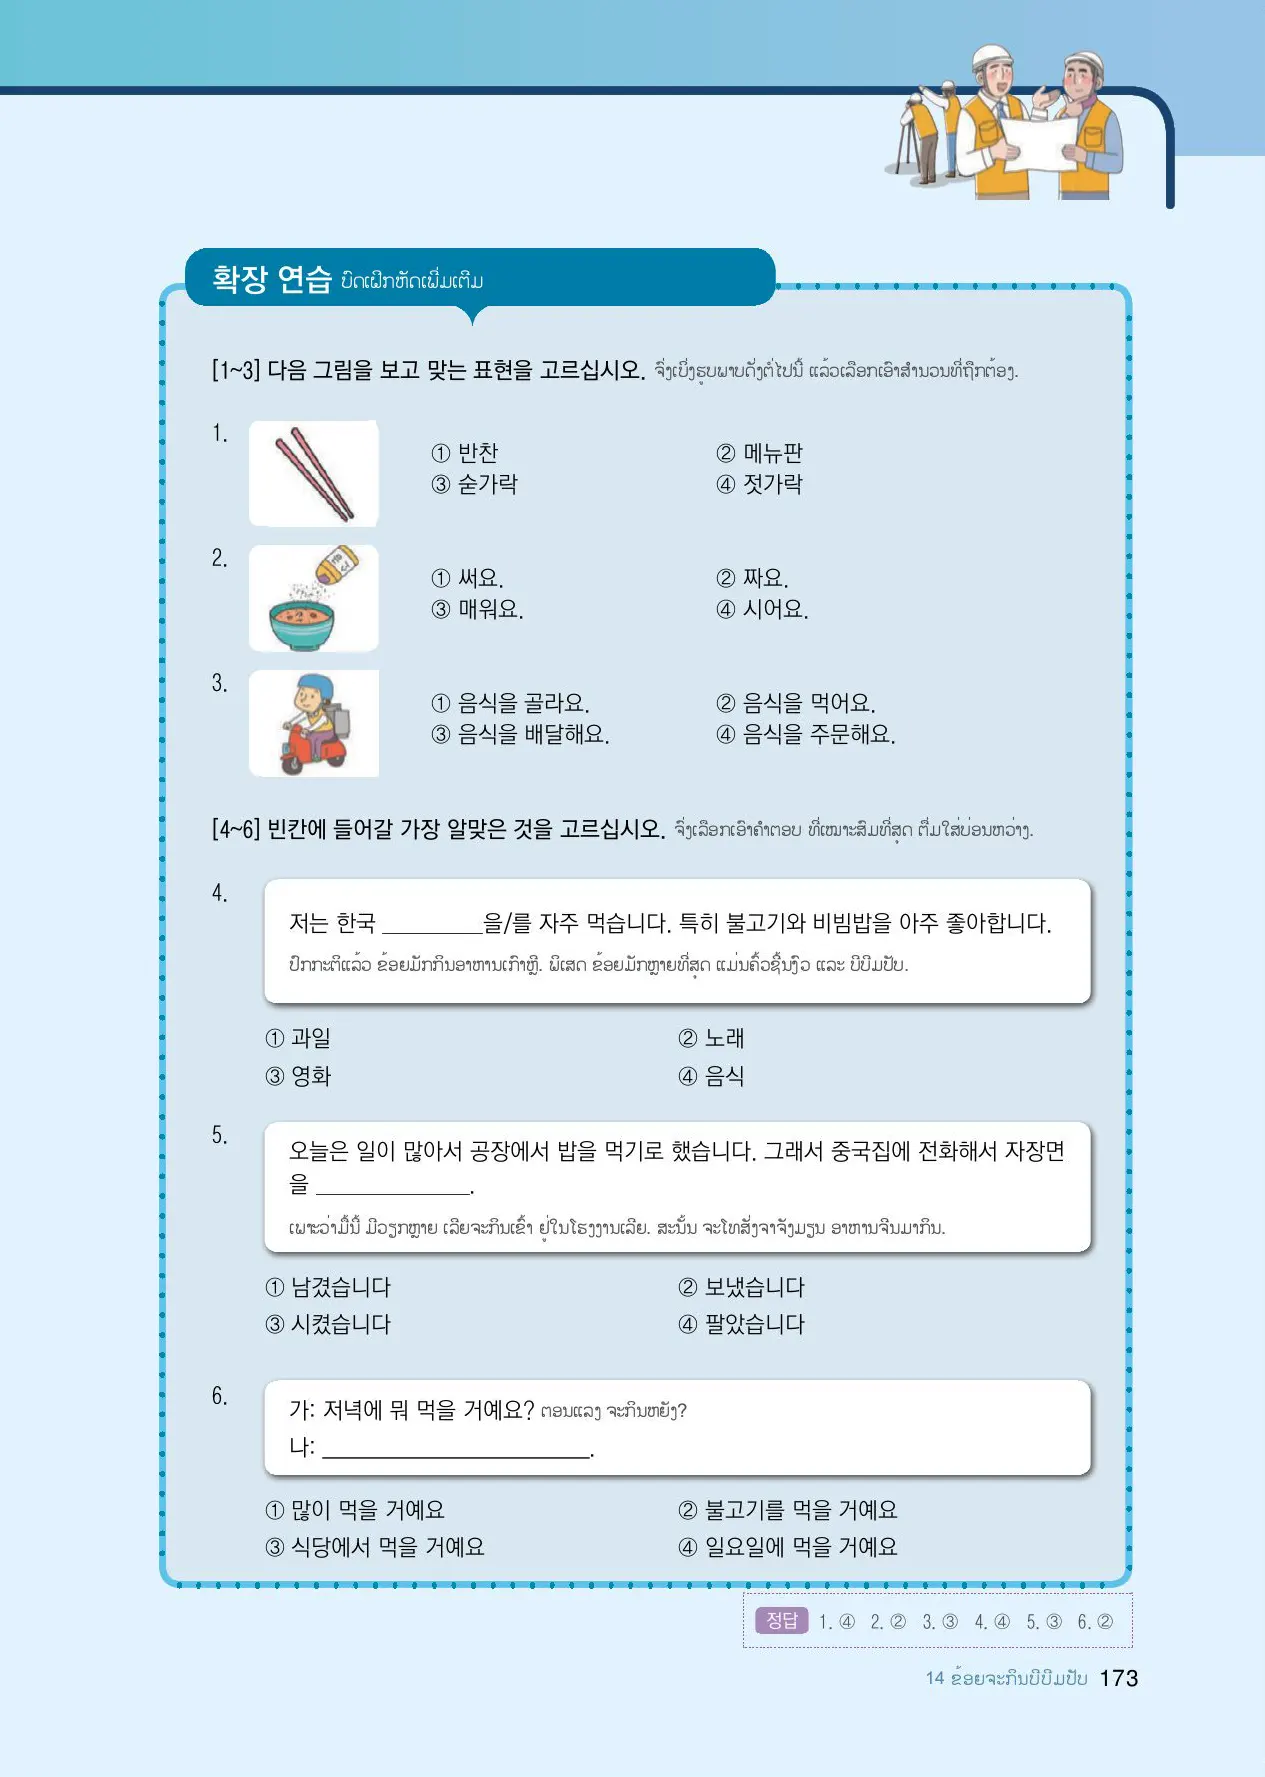 확장 연습 ບົດເຝິກຫັດເພີ່ມເຕີມ
[1~3] 다음 그림을 보고 맞는 표현을 고르십시오. ຈົ່ງເບິ່ງຮູບພາບດັ່ງຕໍ່ໄປນີ້ ແລ້ວເລືອກເອົາສຳນວນທີ່ຖືກຕ້ອງ.
1.
① 반찬 ② 메뉴판
③ 숟가락 ④ 젓가락
2.
① 써요. ② 짜요.
③ 매워요. ④ 시어요.
3.
① 음식을 골라요. ② 음식을 먹어요.
③ 음식을 배달해요. ④ 음식을 주문해요.
[4~6] 빈칸에 들어갈 가장 알맞은 것을 고르십시오. ຈົ່ງເລືອກເອົາຄຳຕອບ ທີ່ເໝາະສົມທີ່ສຸດ ຕື່ມໃສ່ບ່ອນຫວ່າງ.
4.
저는 한국 _________을/를 자주 먹습니다. 특히 불고기와 비빔밥을 아주 좋아합니다.
ປົກກະຕິແລ້ວ ຂ້ອຍມັກກິນອາຫານເກົາຫຼີ. ພິເສດ ຂ້ອຍມັກຫຼາຍທີ່ສຸດ ແມ່ນຄົ້ວຊີ້ນງົວ ແລະ ບີບິມປັບ.
① 과일 ② 노래
③ 영화 ④ 음식
5.
오늘은 일이 많아서 공장에서 밥을 먹기로 했습니다. 그래서 중국집에 전화해서 자장면
을 ______________.
ເພາະວ່າມື້ນີ້ ມີວຽກຫຼາຍ ເລີຍຈະກິນເຂົ້າ ຢູ່ໃນໂຮງງານເລີຍ. ສະນັ້ນ ຈະໂທສັ່ງຈາຈັງມຽນ ອາຫານຈີນມາກິນ.
① 남겼습니다 ② 보냈습니다
③ 시켰습니다 ④ 팔았습니다
6.
가: 저녁에 뭐 먹을 거예요? ຕອນແລງ ຈະກິນຫຍັງ?
나: ________________________.
① 많이 먹을 거예요 ② 불고기를 먹을 거예요
③ 식당에서 먹을 거예요 ④ 일요일에 먹을 거예요
정답 1. ④ 2. ② 3. ③ 4. ④ 5. ③ 6. ②
14 ຂ້ອຍຈະກິນບີບິມປັບ 173